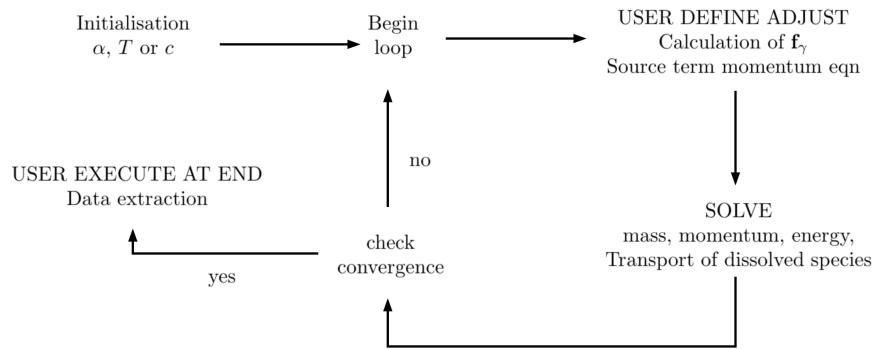 Initialisation
α, T or c
Begin
loop
USER DEFINE ADJUST
Calculation of fγ
Source term momentum eqn
no
USER EXECUTE AT END
Data extraction
SOLVE
mass, momentum, energy,
Transport of dissolved species
check
convergence
yes